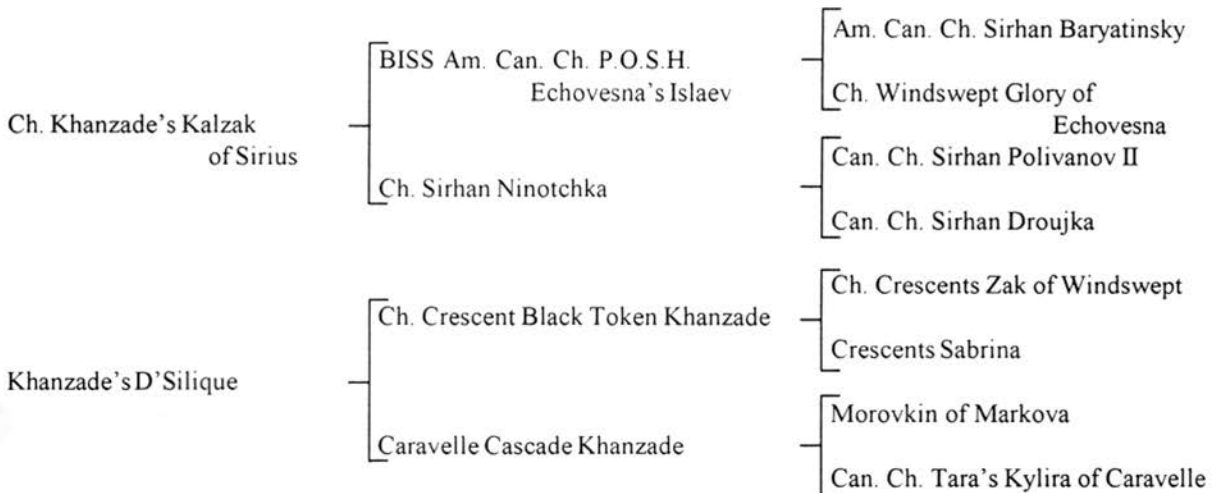 Am. Can. Ch. Sirhan Baryatinsky
BISS Am. Can. Ch. P.O.S.H.
Echovesna's Islaev
Ch. Windswept Glory of
Echovesna
Ch. Khanzade's Kalzak
of Sirius
Can. Ch. Sirhan Polivanov II
Ch. Sirhan Ninotchka
Can. Ch. Sirhan Droujka
Ch. Crescents Zak of Windswept
Ch. Crescent Black Token Khanzade
Crescents Sabrina
Khanzade's D'Silique
Morovkin of Markova
Caravelle Cascade Khanzade
Can. Ch. Tara's Kylira of Caravelle